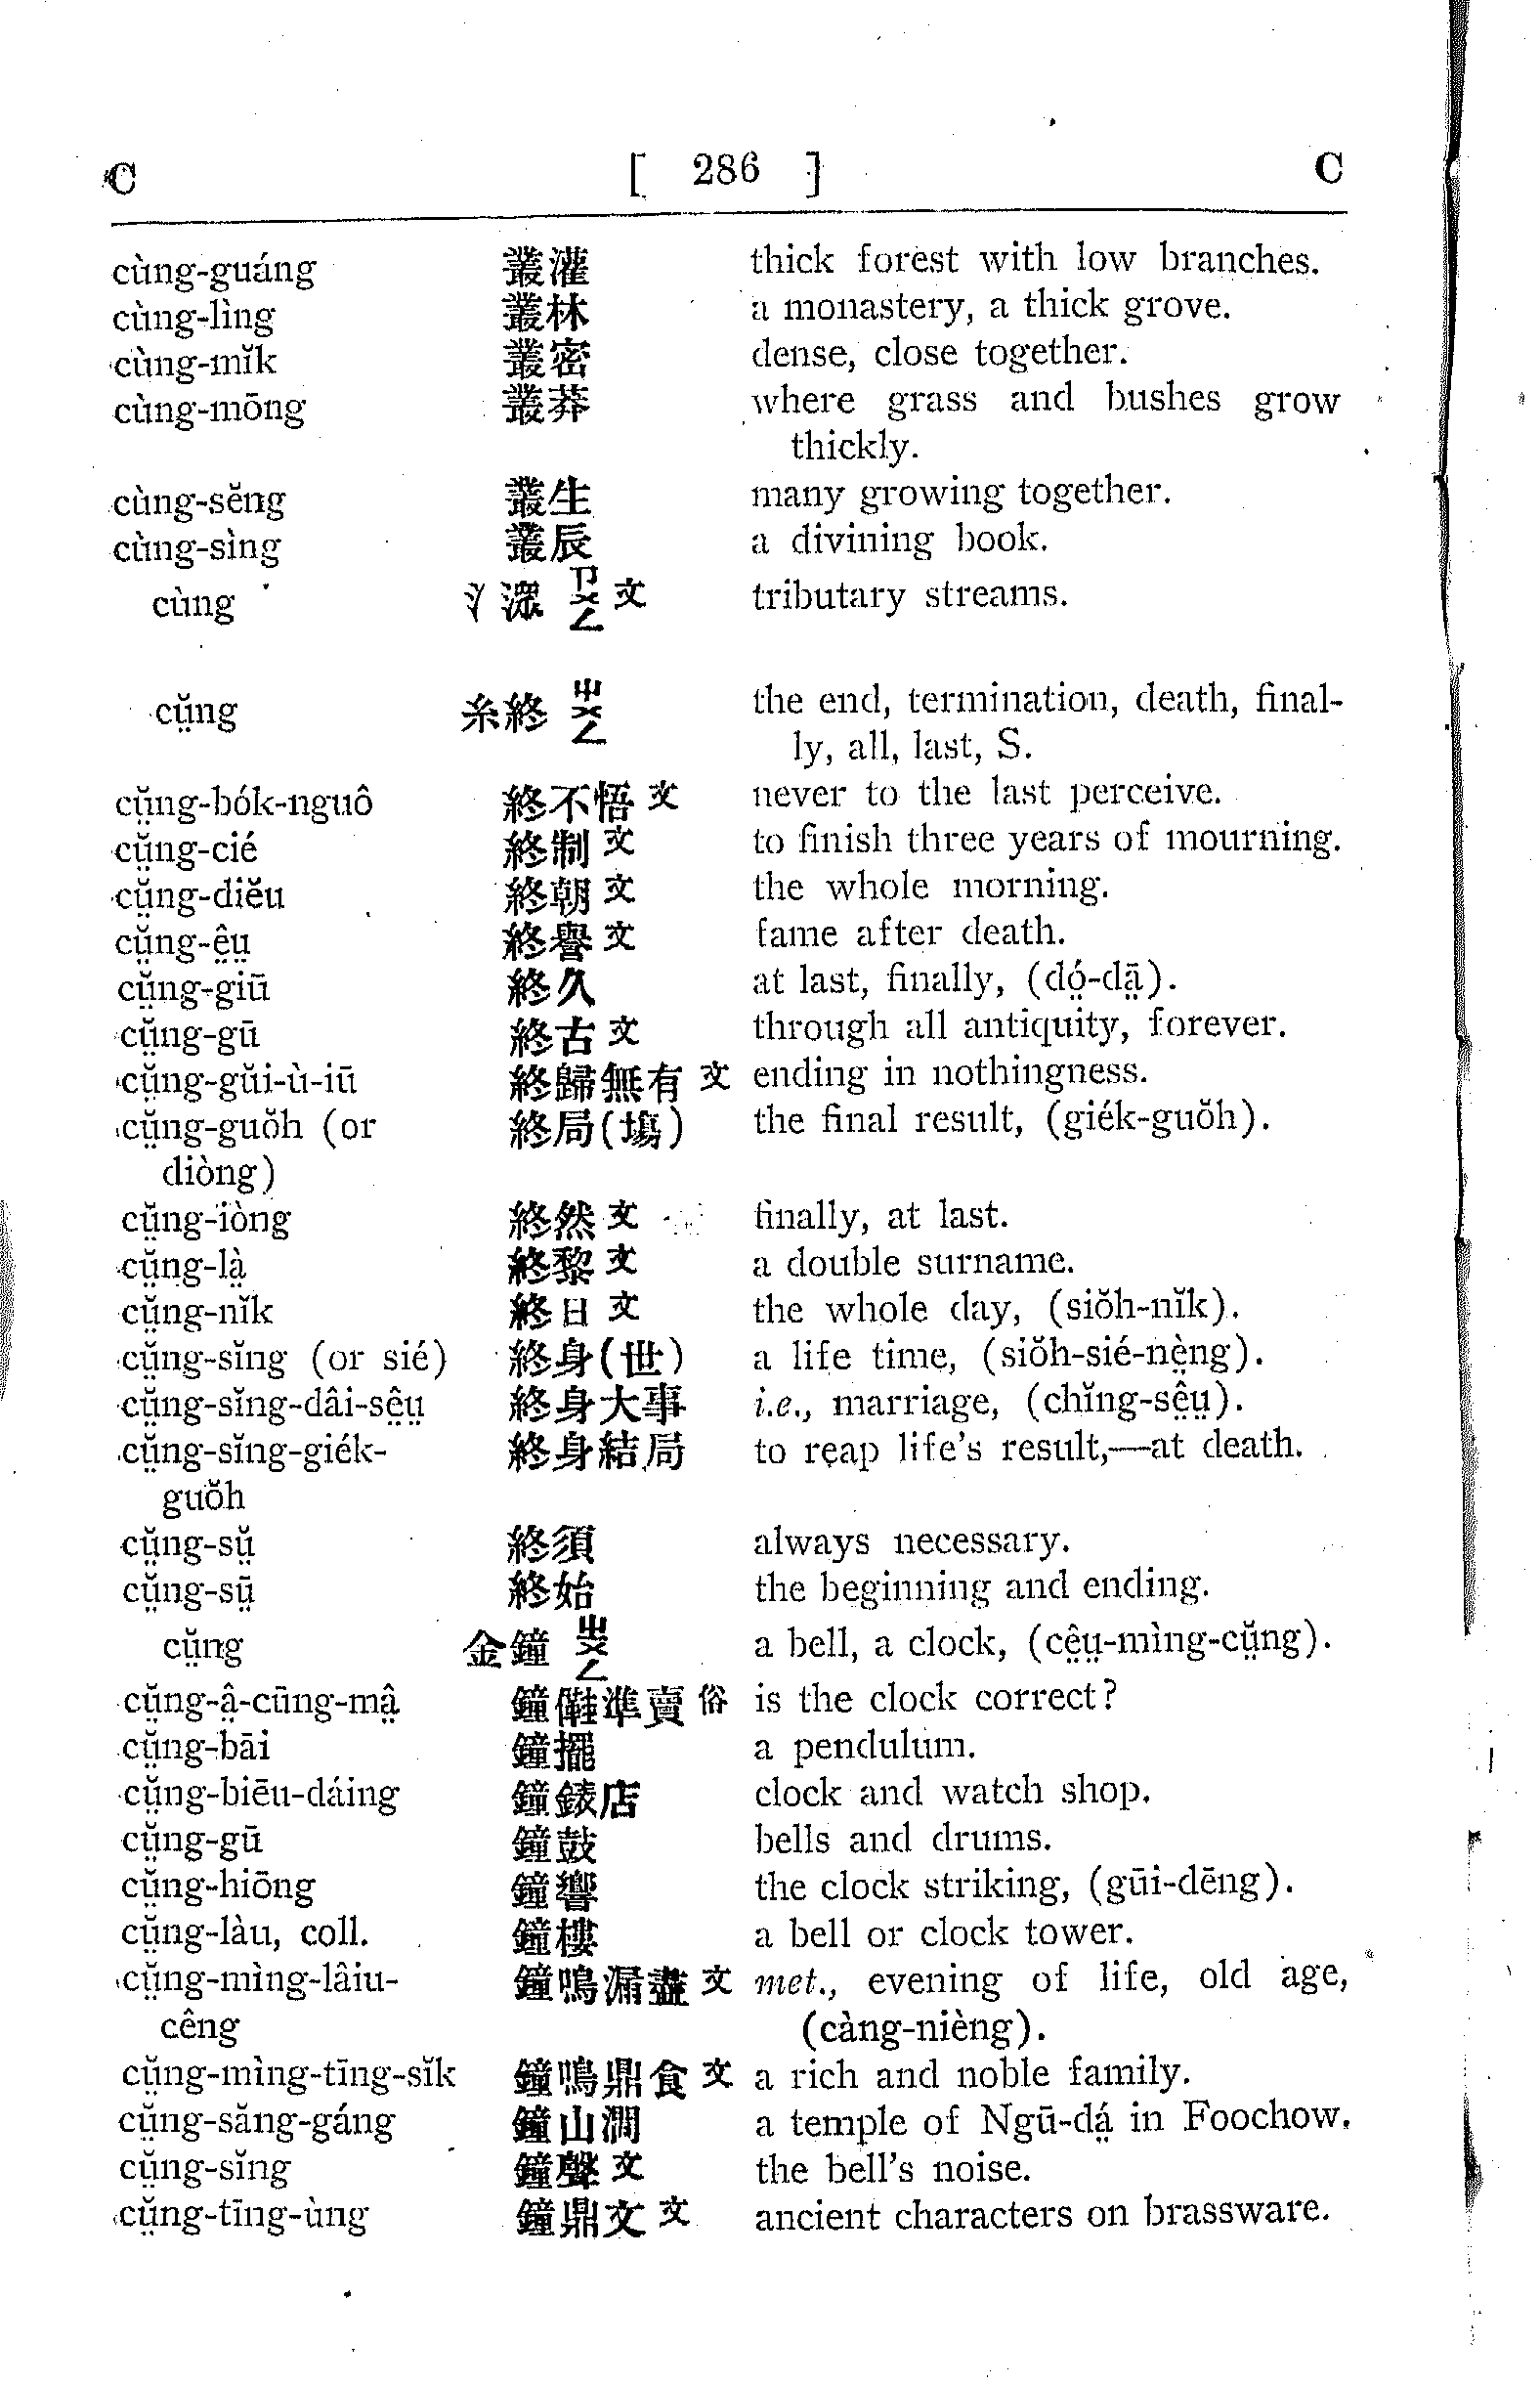 C [ 286 ] C
cùng-guáng 叢灌 thick forest with low branches.
cùng-lìng 叢林 a monastery, a thick grove.
cùng-mĭk 叢密 dense, close together.
cùng-mōng 叢莽 where grass and bushes grow
thickly.
cùng-sĕng 叢生 many growing together.
cùng-sìng 叢辰 a divining book.
cùng 氵潀 ㄗㄨㄥ 文 tributary streams.
cṳ̆ng 糸終 ㄓㄨㄥ the end, termination, death, final-
ly, all, last, S.
cṳ̆ng-bók-nguô 終不悟 文 never to the last perceive.
cṳ̆ng-cié 終制 文 to finish three years of mourning.
cṳ̆ng-diĕu 終朝 文 the whole morning.
cṳ̆ng-ê̤ṳ 終譽 文 fame after death.
cṳ̆ng-giū 終久 at last, finally, (dó̤-dā̤).
cṳ̆ng-gū 終古 文 through all antiquity, forever.
cṳ̆ng-gŭi-ù-iū 終歸無有 文 ending in nothingness.
cṳ̆ng-guŏh (or 終局(塲) the final result, (giék-guŏh).
diòng)
cṳ̆ng-iòng 終然 文 finally, at last.
cṳ̆ng-là̤ 終黎 文 a double surname.
cṳ̆ng-nĭk 終日 文 the whole day, (siŏh-nĭk).
cṳ̆ng-sĭng (or sié) 終身(世) a life time, (siŏh-sié-nè̤ng).
cṳ̆ng-sĭng-dâi-sê̤ṳ 終身大事 i.e., marriage, (chĭng-sê̤ṳ).
cṳ̆ng-sĭng-giék- 終身結局 to reap life's result,—at death.
guŏh
cṳ̆ng-sṳ̆ 終須 always necessary.
cṳ̆ng-sṳ̄ 終始 the beginning and ending.
cṳ̆ng 金鐘 ㄓㄨㄥ a bell, a clock, (cê̤ṳ-mìng-cṳ̆ng).
cṳ̆ng-â̤-cūng-mâ̤ 鐘㒲準賣 俗 is the clock correct?
cṳ̆ng-bāi 鐘擺 a pendulum.
cṳ̆ng-biēu-dáing 鐘錶店 clock and watch shop.
cṳ̆ng-gū 鐘鼓 bells and drums.
cṳ̆ng-hiōng 鐘響 the clock striking, (gūi-dēng).
cṳ̆ng-làu, coll. 鐘樓 a bell or clock tower.
cṳ̆ng-mìng-lâiu- 鐘鳴漏盡 文 met., evening of life, old age,
cêng (càng-nièng).
cṳ̆ng-mìng-tīng-sĭk 鐘鳴鼎食 文 a rich and noble family.
cṳ̆ng-săng-gáng 鐘山澗 a temple of Ngū-dá̤ in Foochow.
cṳ̆ng-sĭng 鐘聲 文 the bell's noise.
cṳ̆ng-tīng-ùng 鐘鼎文 文 ancient characters on brassware.